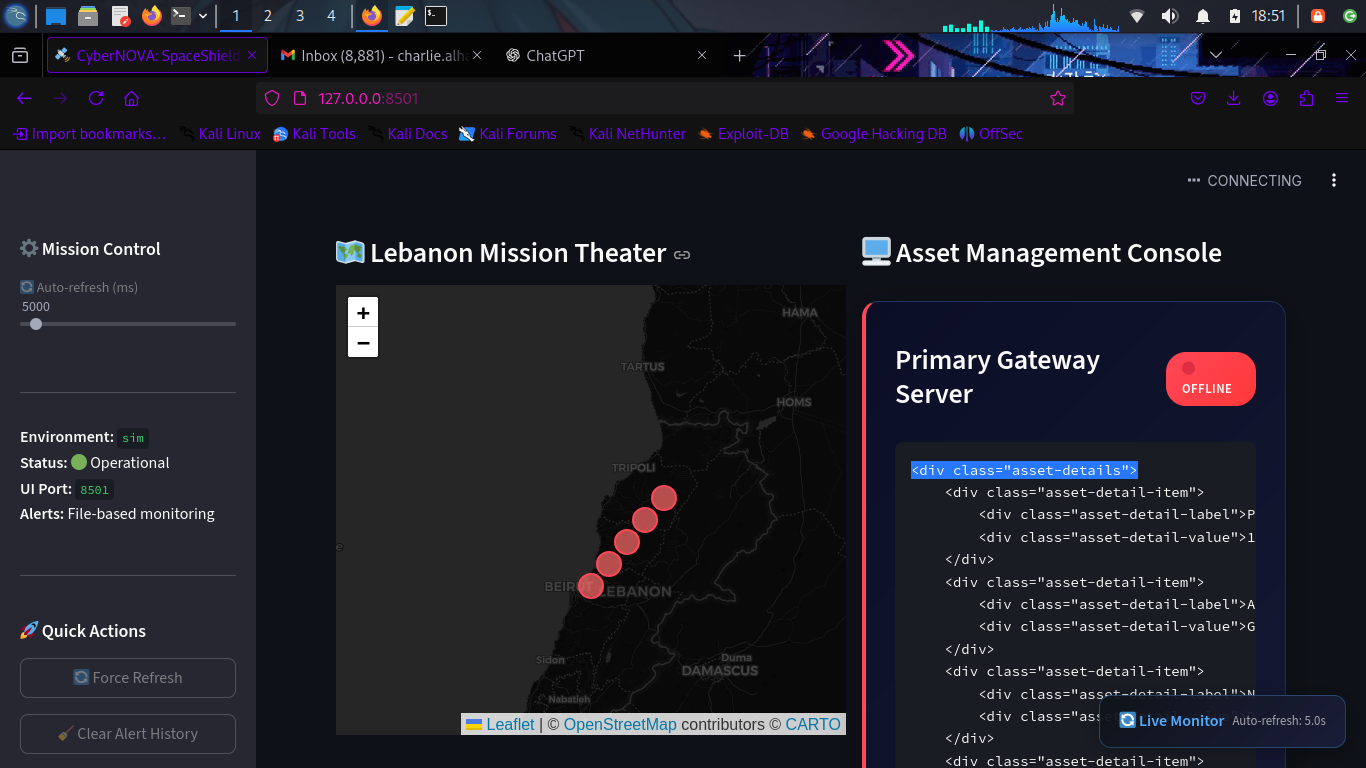 1 2 3 4
18:51
CyberNOVA: SpaceShield
Inbox (8,881) - charlie.alha
ChatGPT
127.0.0.0:8501
Import bookmarks...
Kali Linux
Kali Tools
Kali Docs
Kali Forums
Kali NetHunter
Exploit-DB
Google Hacking DB
OffSec
CONNECTING
Mission Control
Auto-refresh (ms)
5000
Environment: sim
Status: Operational
UI Port: 8501
Alerts: File-based monitoring
Quick Actions
Force Refresh
Clear Alert History
Lebanon Mission Theater
+
−
HAMA
TARTUS
HOMS
TRIPOLI
LEBANON
Sidon
Duma
DAMASCUS
Nabatieh
Leaflet | © OpenStreetMap contributors © CARTO
Asset Management Console
Primary Gateway
Server
OFFLINE
<div class="asset-details">
<div class="asset-detail-item">
<div class="asset-detail-label">P
<div class="asset-detail-value">1
</div>
<div class="asset-detail-item">
<div class="asset-detail-label">A
<div class="asset-detail-value">G
</div>
<div class="asset-detail-item">
<div class="asset-detail-label">N
<div
</div>
<div class="asset-detail-item">
Live Monitor Auto-refresh: 5.0s